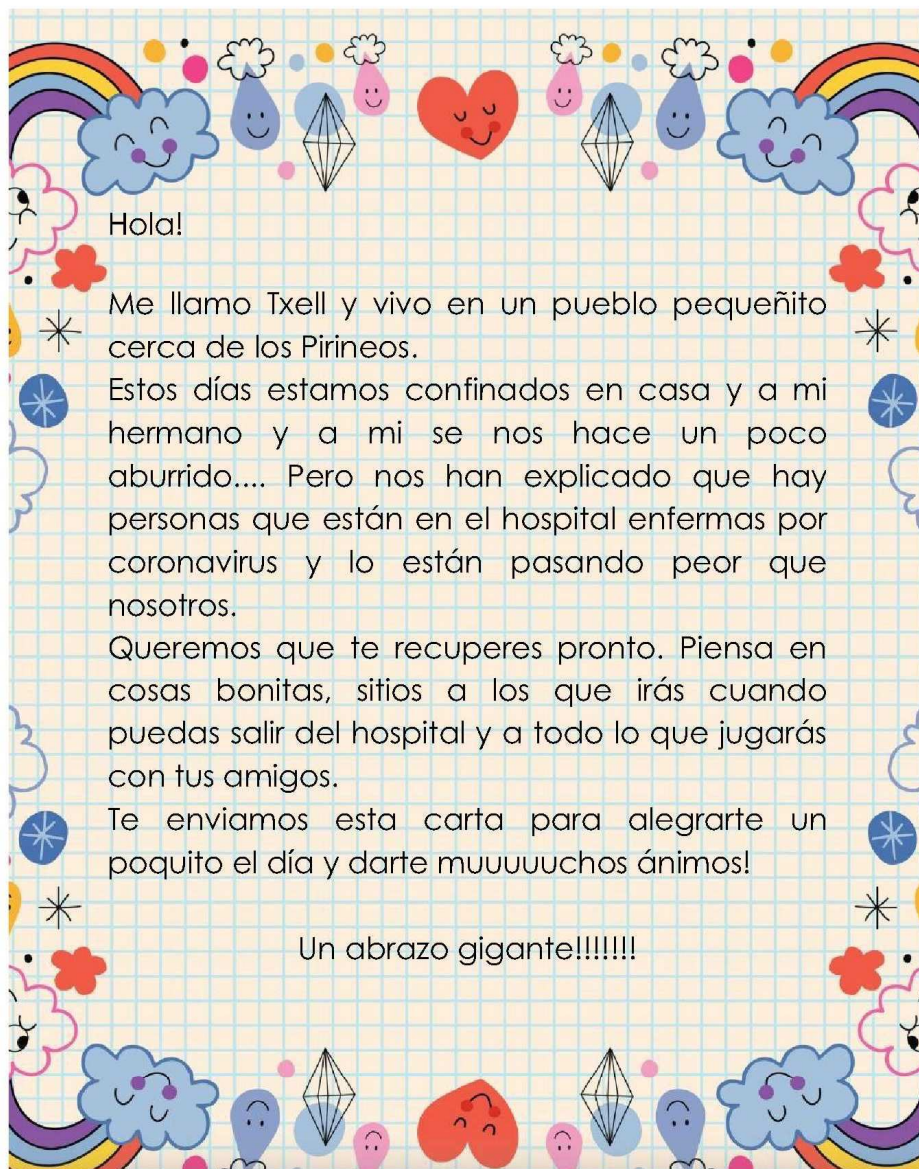 Hola!
Me llamo Txell y vivo en un pueblo pequeñito
cerca de los Pirineos.
Estos días estamos confinados en casa y a mi
hermano y a mi se nos hace un poco
aburrido.... Pero nos han explicado que hay
personas que están en el hospital enfermas por
coronavirus y lo están pasando peor que
nosotros.
Queremos que te recuperes pronto. Piensa en
cosas bonitas, sitios a los que irás cuando
puedas salir del hospital y a todo lo que jugarás
con tus amigos.
Te enviamos esta carta para alegrarte un
poquito el día y darte muuuuuchos ánimos!
Un abrazo gigante!!!!!!!